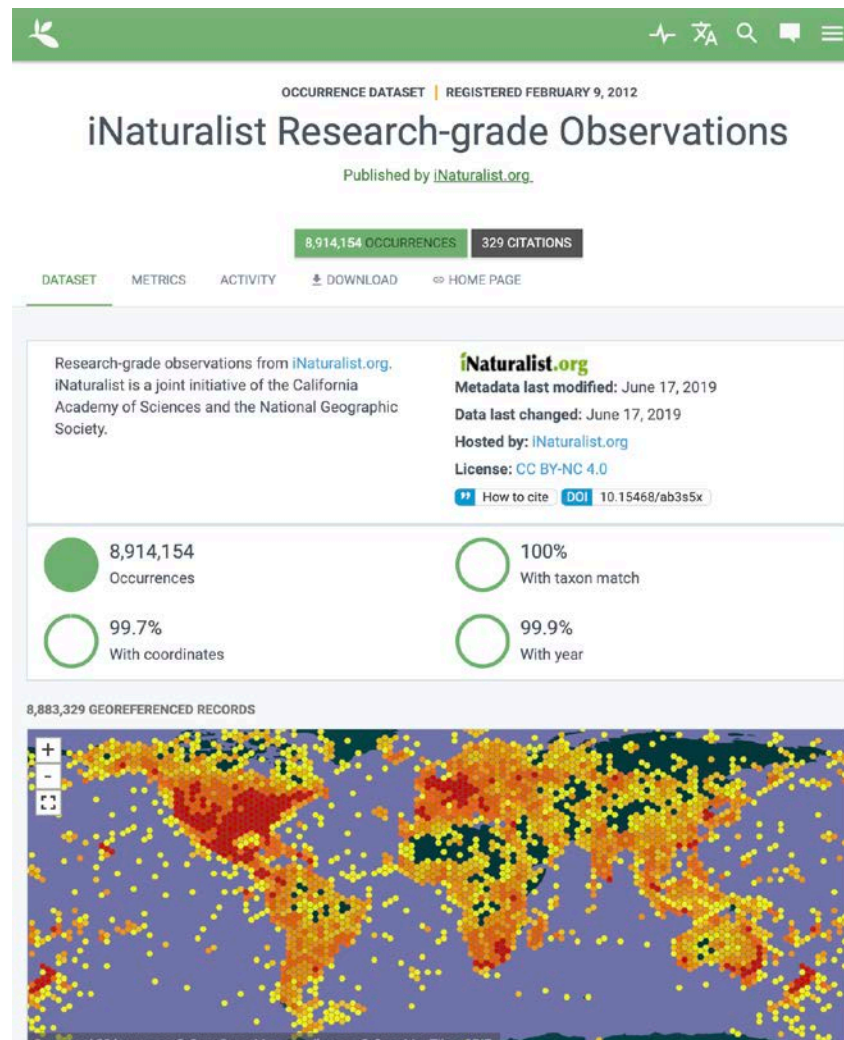 OCCURRENCE DATASET | REGISTERED FEBRUARY 9, 2012
iNaturalist Research-grade Observations
Published by iNaturalist.org
8,914,154 OCCURRENCES 329 CITATIONS
DATASET METRICS ACTIVITY DOWNLOAD HOME PAGE
Research-grade observations from iNaturalist.org.
iNaturalist is a joint initiative of the California
Academy of Sciences and the National Geographic
Society.
iNaturalist.org
Metadata last modified: June 17, 2019
Data last changed: June 17, 2019
Hosted by: iNaturalist.org
License: CC BY-NC 4.0
How to cite DOI 10.15468/ab3s5x
8,914,154
Occurrences
100%
With taxon match
99.7%
With coordinates
99.9%
With year
8,883,329 GEOREFERENCED RECORDS
+
-